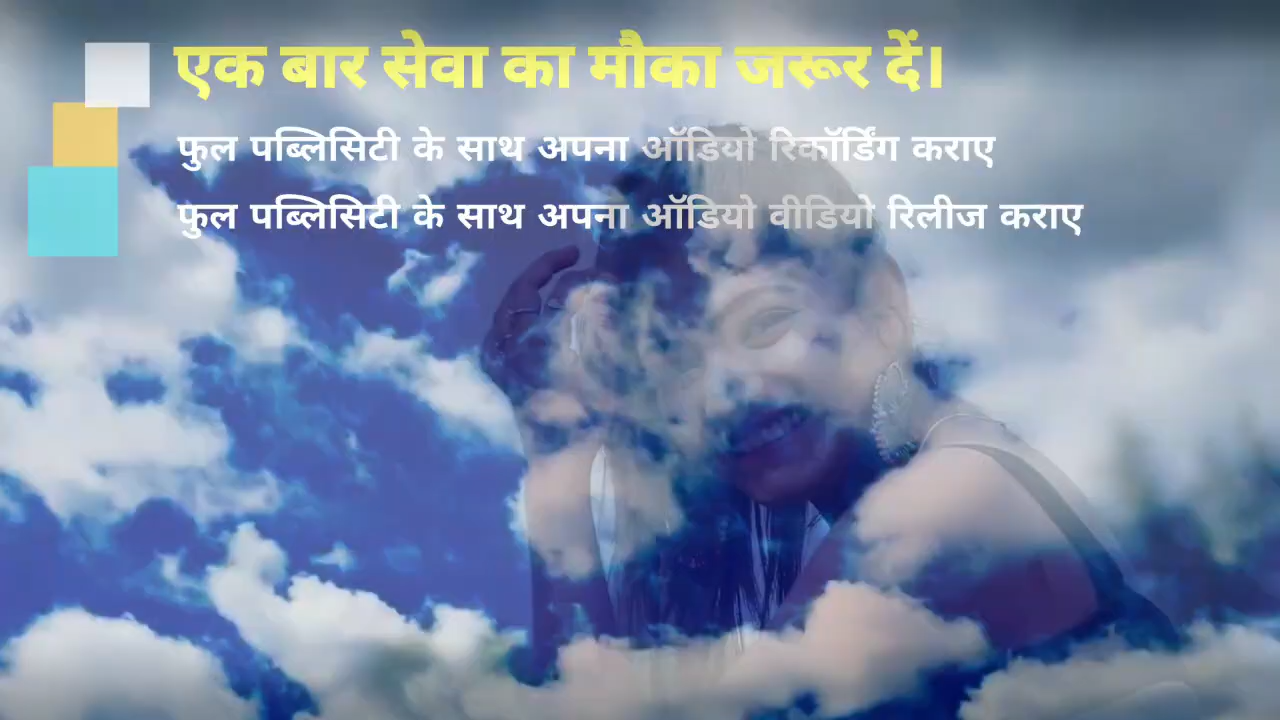 एक बार सेवा का मौका जरूर दें।
फुल पब्लिसिटी के साथ अपना ऑडियो रिकॉर्डिंग कराए
फुल पब्लिसिटी के साथ अपना ऑडियो वीडियो रिलीज कराए